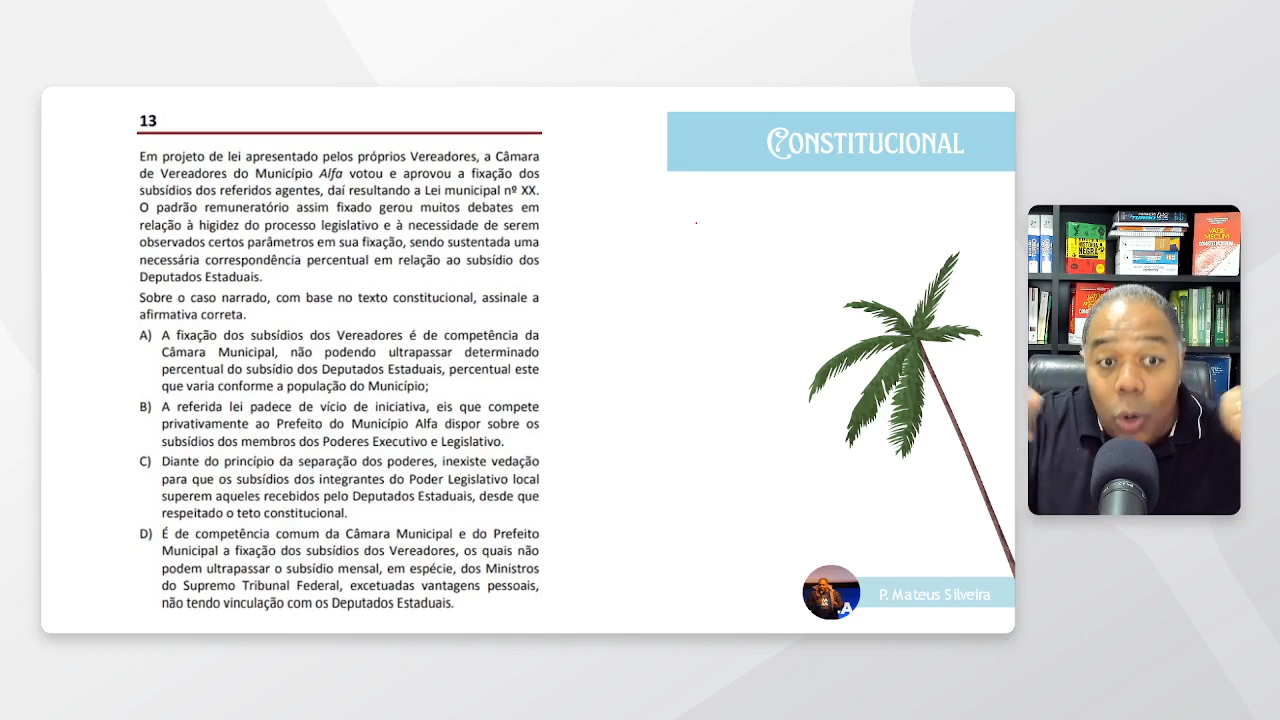 13
Em projeto de lei apresentado pelos próprios Vereadores, a Câmara
de Vereadores do Município Alfa votou e aprovou a fixação dos
subsídios dos referidos agentes, daí resultando a Lei municipal nº XX.
O padrão remuneratório assim fixado gerou muitos debates em
relação à higidez do processo legislativo e à necessidade de serem
observados certos parâmetros em sua fixação, sendo sustentada uma
necessária correspondência percentual em relação ao subsídio dos
Deputados Estaduais.
Sobre o caso narrado, com base no texto constitucional, assinale a
afirmativa correta.
A) A fixação dos subsídios dos Vereadores é de competência da
Câmara Municipal, não podendo ultrapassar determinado
percentual do subsídio dos Deputados Estaduais, percentual este
que varia conforme a população do Município;
B) A referida lei padece de vício de iniciativa, eis que compete
privativamente ao Prefeito do Município Alfa dispor sobre os
subsídios dos membros dos Poderes Executivo e Legislativo.
C) Diante do princípio da separação dos poderes, inexiste vedação
para que os subsídios dos integrantes do Poder Legislativo local
superem aqueles recebidos pelo Deputados Estaduais, desde que
respeitado o teto constitucional.
D) É de competência comum da Câmara Municipal e do Prefeito
Municipal a fixação dos subsídios dos Vereadores, os quais não
podem ultrapassar o subsídio mensal, em espécie, dos Ministros
do Supremo Tribunal Federal, excetuadas vantagens pessoais,
não tendo vinculação com os Deputados Estaduais.
CONSTITUCIONAL
P. Mateus Silveira
VADE
MECUM